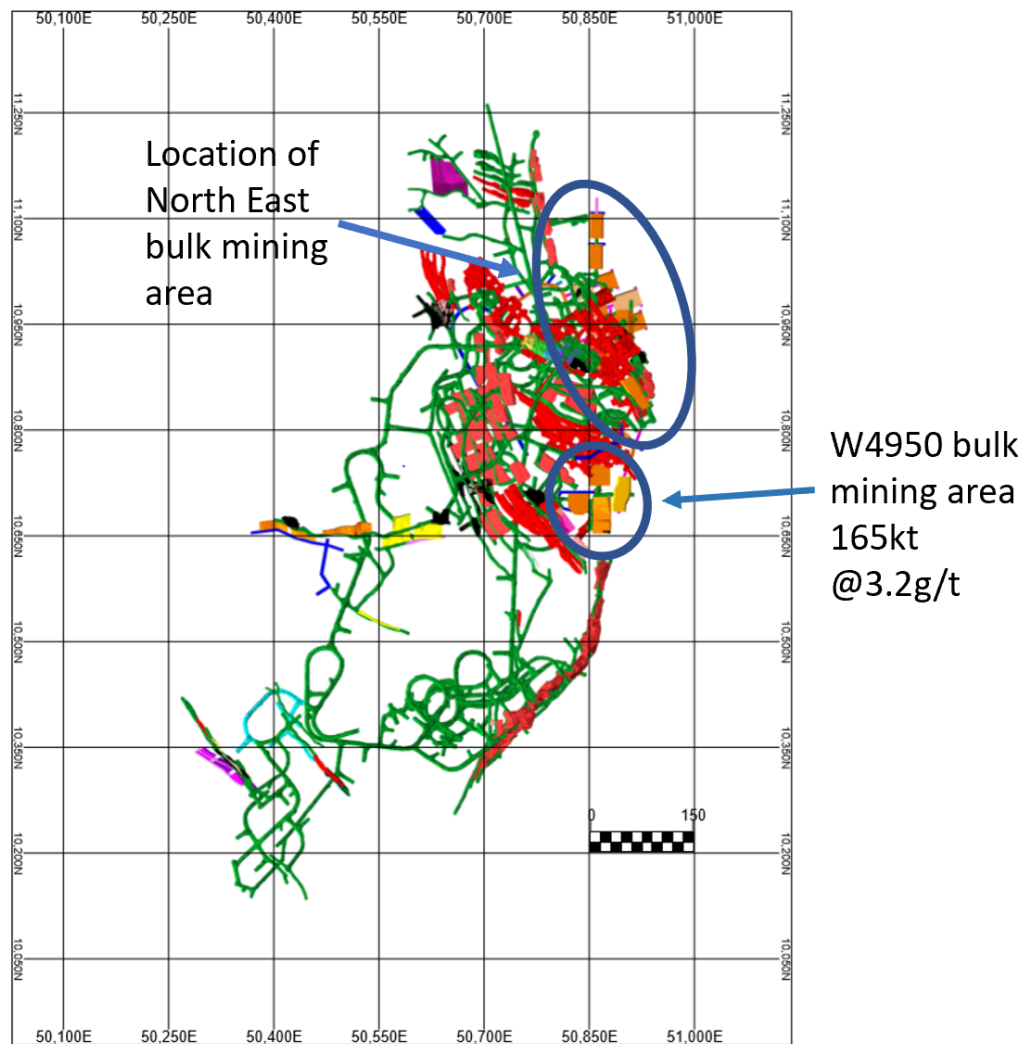 50,100E 50,250E 50,400E 50,550E 50,700E 50,850E 51,000E
11,250N 11,250N
Location of
North East
bulk mining
area
11,100N 11,100N
10,950N 10,950N
10,800N 10,800N
W4950 bulk
mining area
165kt
@3.2g/t
10,650N 10,650N
10,500N 10,500N
10,350N 10,350N
0 150
10,200N 10,200N
10,050N 10,050N
50,100E 50,250E 50,400E 50,550E 50,700E 50,850E 51,000E